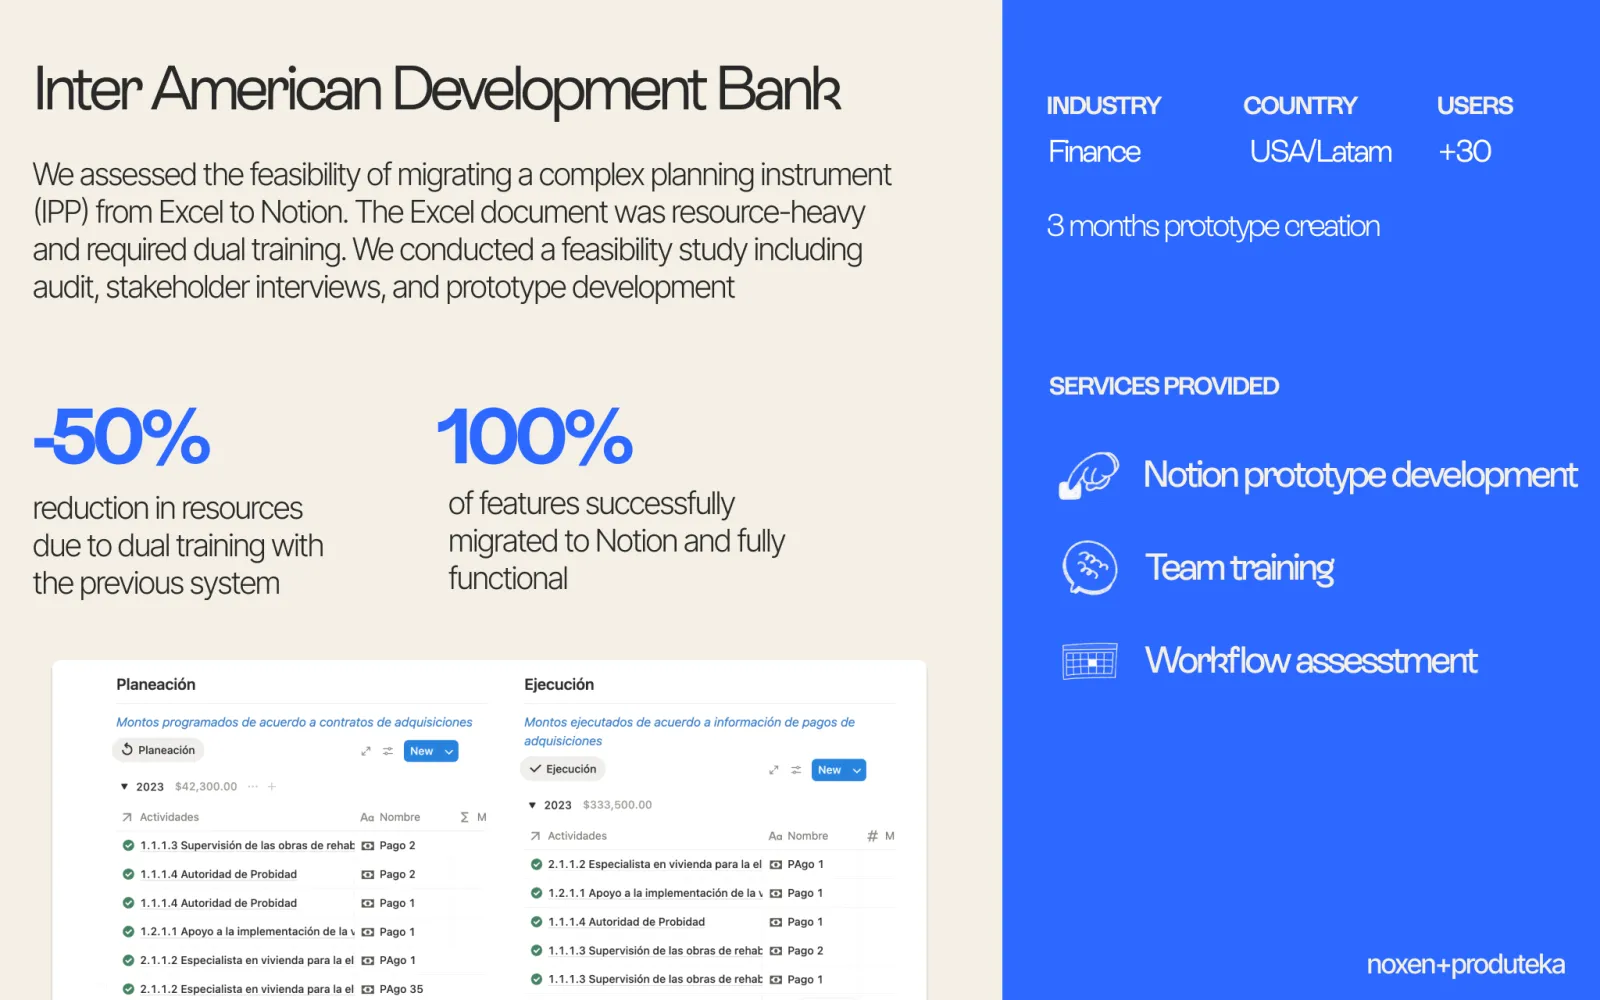 Inter American Development Bank
We assessed the feasibility of migrating a complex planning instrument
(IPP) from Excel to Notion. The Excel document was resource-heavy
and required dual training. We conducted a feasibility study including
audit, stakeholder interviews, and prototype development
-50%
reduction in resources
due to dual training with
the previous system
100%
of features successfully
migrated to Notion and fully
functional
Planeación
Montos programados de acuerdo a contratos de adquisiciones
Planeación
New
2023 $42,300.00
Actividades Aa Nombre Σ M
1.1.1.3 Supervisión de las obras de rehab Pago 2
1.1.1.4 Autoridad de Probidad Pago 2
1.1.1.4 Autoridad de Probidad Pago 1
1.2.1.1 Apoyo a la implementación de la v Pago 1
2.1.1.2 Especialista en vivienda para la el PAgo 1
2.1.1.2 Especialista en vivienda para la el PAgo 35
Ejecución
Montos ejecutados de acuerdo a información de pagos de
adquisiciones
Ejecución
New
2023 $333,500.00
Actividades Aa Nombre # M
2.1.1.2 Especialista en vivienda para la el PAgo 1
1.2.1.1 Apoyo a la implementación de la v Pago 1
1.1.1.4 Autoridad de Probidad Pago 1
1.1.1.3 Supervisión de las obras de rehab Pago 2
1.1.1.3 Supervisión de las obras de rehab Pago 1
INDUSTRY
Finance
COUNTRY
USA/Latam
USERS
+30
3 months prototype creation
SERVICES PROVIDED
Notion prototype development
Team training
Workflow assesstment
noxen+produteka